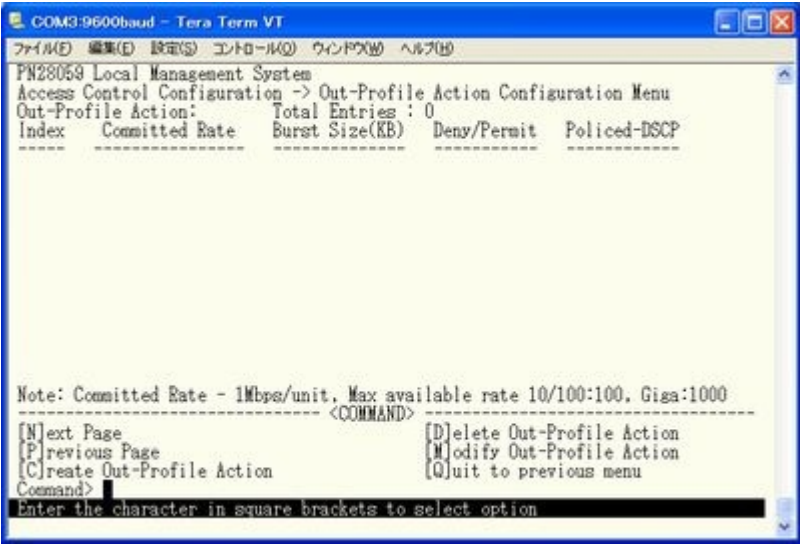 COM3:9600baud - Tera Term VT
ファイル(F) 編集(E) 設定(S) コントロール(O) ウィンドウ(W) ヘルプ(H)
PN28059 Local Management System
Access Control Configuration -> Out-Profile Action Configuration Menu
Out-Profile Action: Total Entries : 0
Index Committed Rate Burst Size(KB) Deny/Permit Policed-DSCP
----- --------------- -------------- ----------- ------------
Note: Committed Rate - 1Mbps/unit, Max available rate 10/100:100, Giga:1000
-------------------------------- <COMMAND> -----------------------------------
[N]ext Page [D]elete Out-Profile Action
[P]revious Page [M]odify Out-Profile Action
[C]reate Out-Profile Action [Q]uit to previous menu
Command>
Enter the character in square brackets to select option